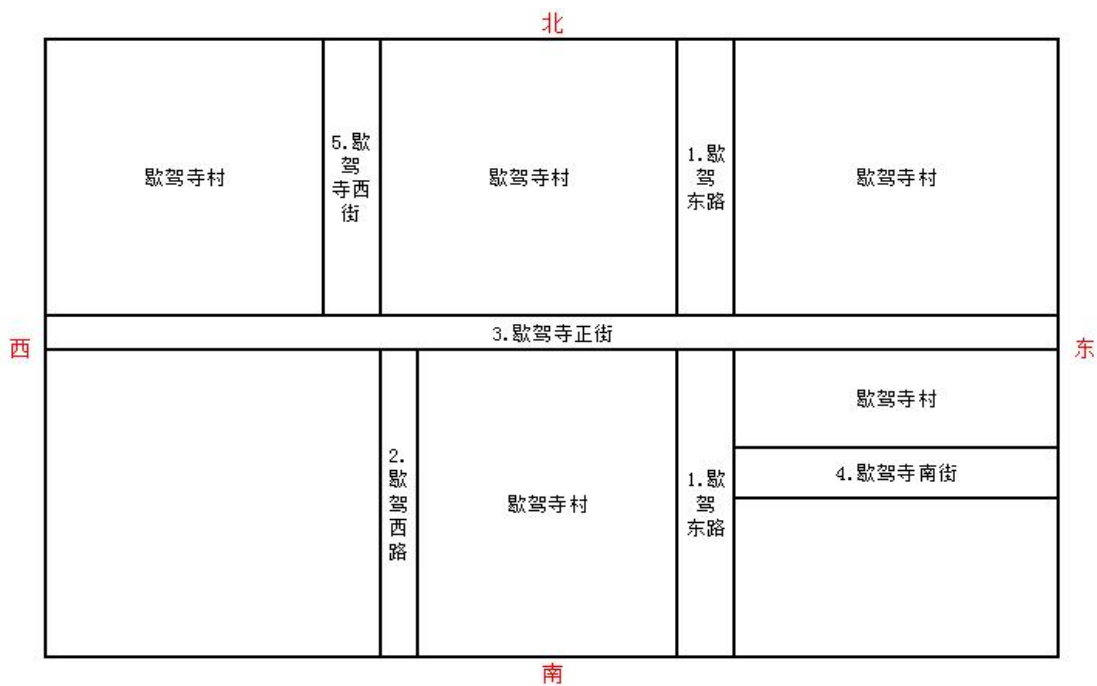 北
歇驾寺村
5.歇
驾
寺西
街
歇驾寺村
1.歇
驾
东路
歇驾寺村
西
3.歇驾寺正街
东
2.
歇
驾
西
路
歇驾寺村
1.歇
驾
东路
歇驾寺村
4.歇驾寺南街
南